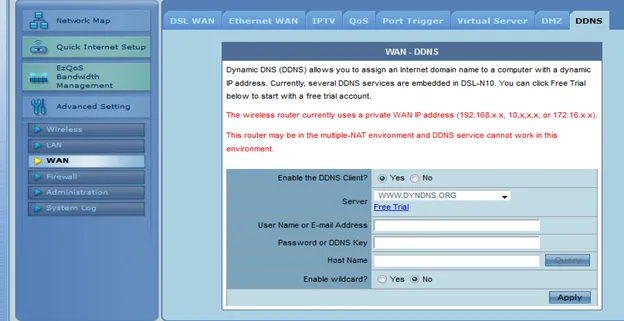 Network Map
Quick Internet Setup
EzQoS
Bandwidth
Management
Advanced Setting
Wireless
LAN
WAN
Firewall
Administration
System Log
DSL WAN Ethernet WAN IPTV QoS Port Trigger Virtual Server DMZ DDNS
WAN - DDNS
Dynamic DNS (DDNS) allows you to assign an Internet domain name to a computer with a dynamic
IP address. Currently, several DDNS services are embedded in DSL-N10. You can click Free Trial
below to start with a free trial account.
The wireless router currently uses a private WAN IP address (192.168.x.x, 10,x,x,x, or 172.16.x.x).
This router may be in the multiple-NAT environment and DDNS service cannot work in this
environment.
Enable the DDNS Client? Yes No
Server WWW.DYNDNS.ORG
Free Trial
User Name or E-mail Address
Password or DDNS Key
Host Name Query
Enable wildcard? Yes No
Apply